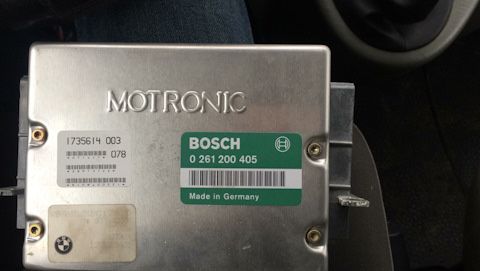 MOTRONIC
1735614 003
078
BOSCH
0 261 200 405
Made in Germany